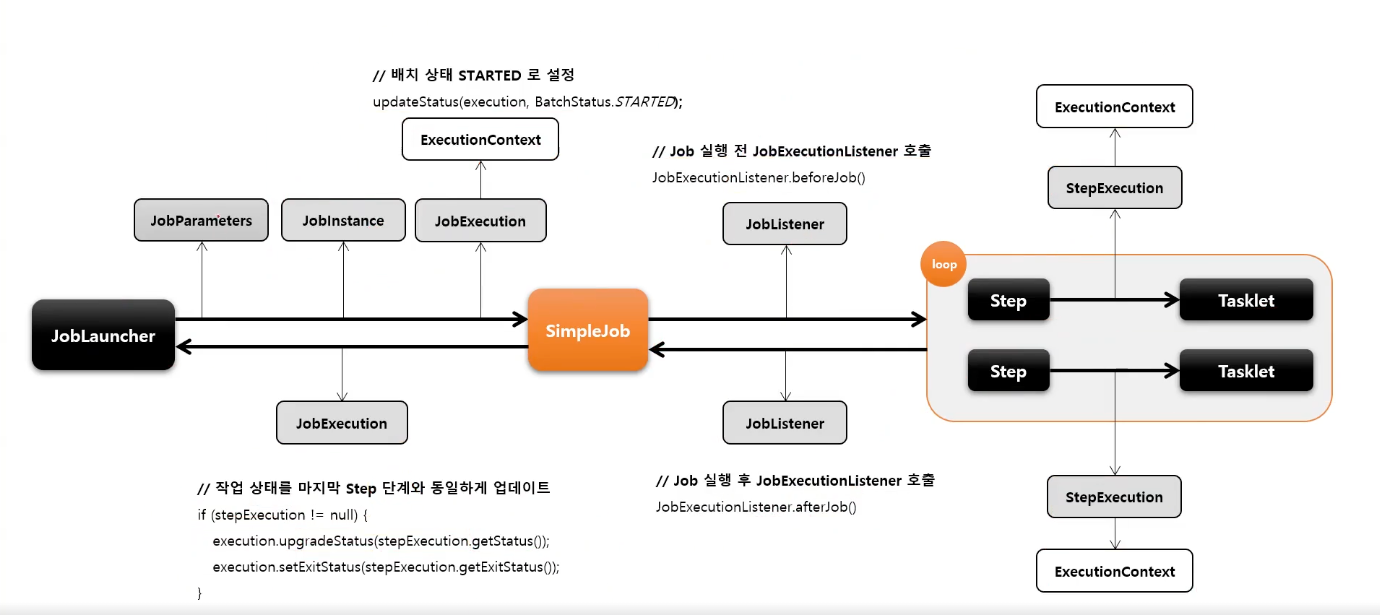 // 배치 상태 STARTED 로 설정
updateStatus(execution, BatchStatus.STARTED);
ExecutionContext
JobParameters
JobInstance
JobExecution
// Job 실행 전 JobExecutionListener 호출
JobExecutionListener.beforeJob()
JobListener
ExecutionContext
StepExecution
loop
JobLauncher
SimpleJob
Step
Tasklet
Step
Tasklet
JobExecution
// 작업 상태를 마지막 Step 단계와 동일하게 업데이트
if (stepExecution != null) {
execution.upgradeStatus(stepExecution.getStatus());
execution.setExitStatus(stepExecution.getExitStatus());
}
JobListener
// Job 실행 후 JobExecutionListener 호출
JobExecutionListener.afterJob()
StepExecution
ExecutionContext